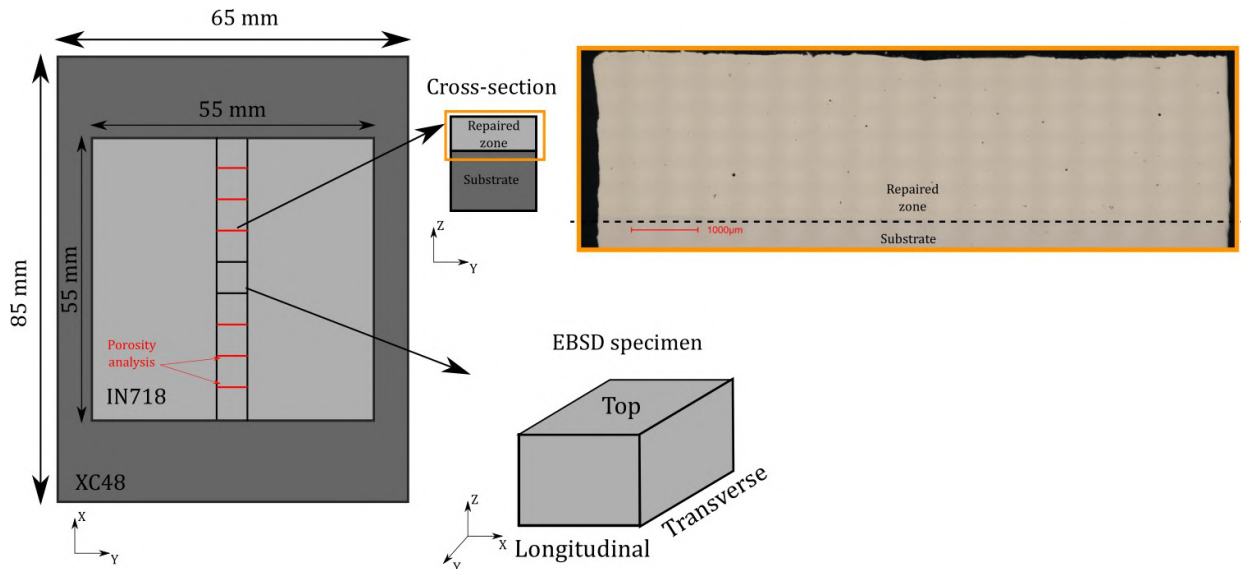 65 mm
55 mm
85 mm
55 mm
Porosity
analysis
IN718
XC48
X
Y
Cross-section
Repaired
zone
Substrate
Z
Y
Repaired
zone
1000µm
Substrate
EBSD specimen
Top
Transverse
Longitudinal
Z
X
Y